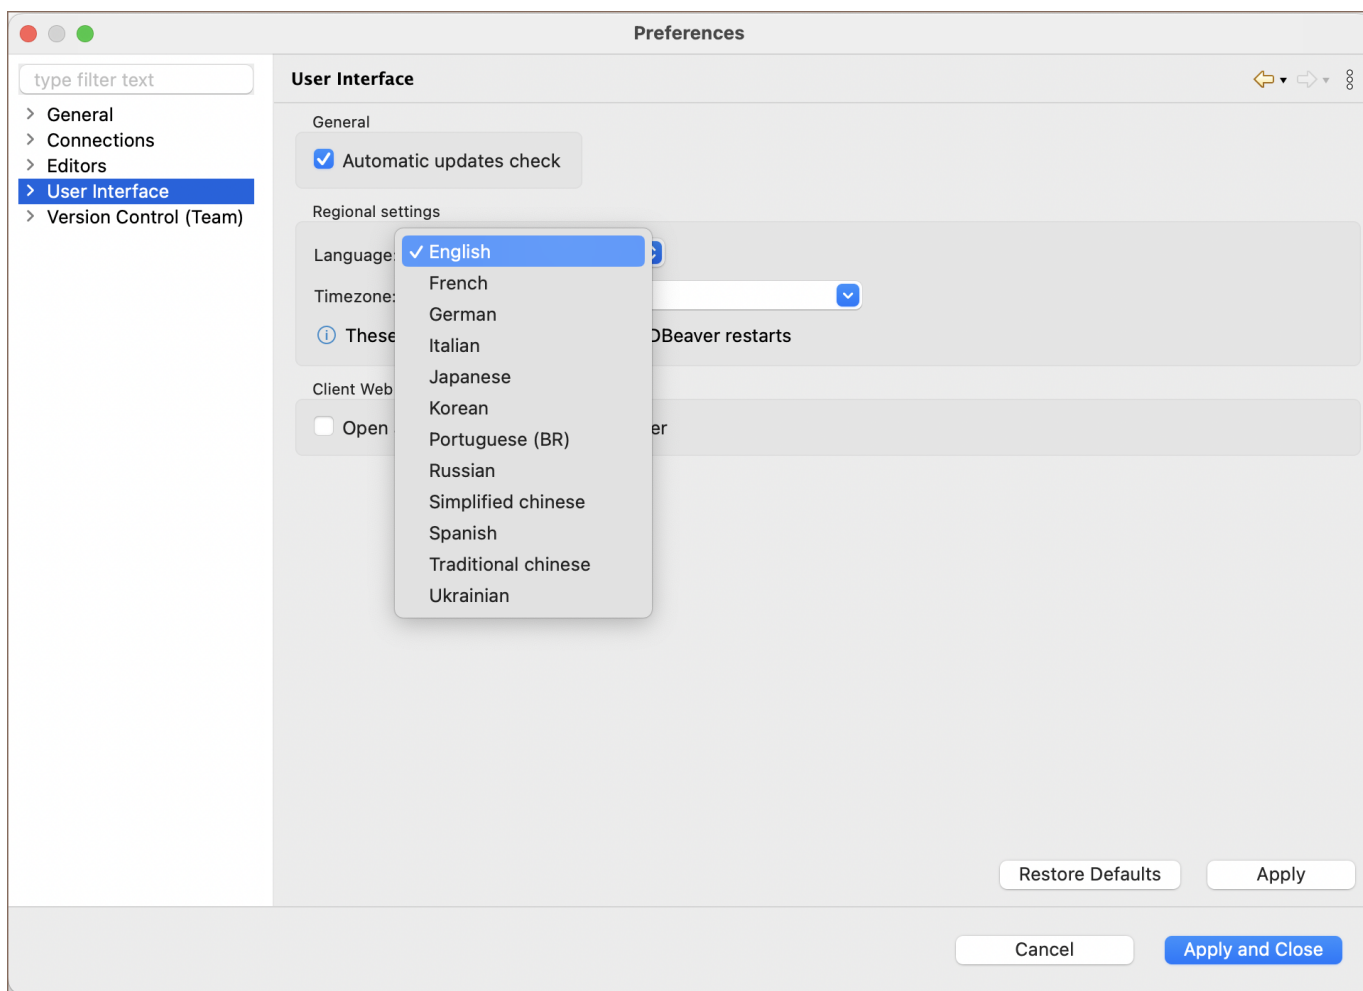 Preferences
type filter text
General
Connections
Editors
User Interface
Version Control (Team)
User Interface
General
Automatic updates check
Regional settings
Language:
English
French
German
Italian
Japanese
Korean
Portuguese (BR)
Russian
Simplified chinese
Spanish
Traditional chinese
Ukrainian
Timezone:
These DBeaver restarts
Client Web
Open er
Restore Defaults
Apply
Cancel
Apply and Close